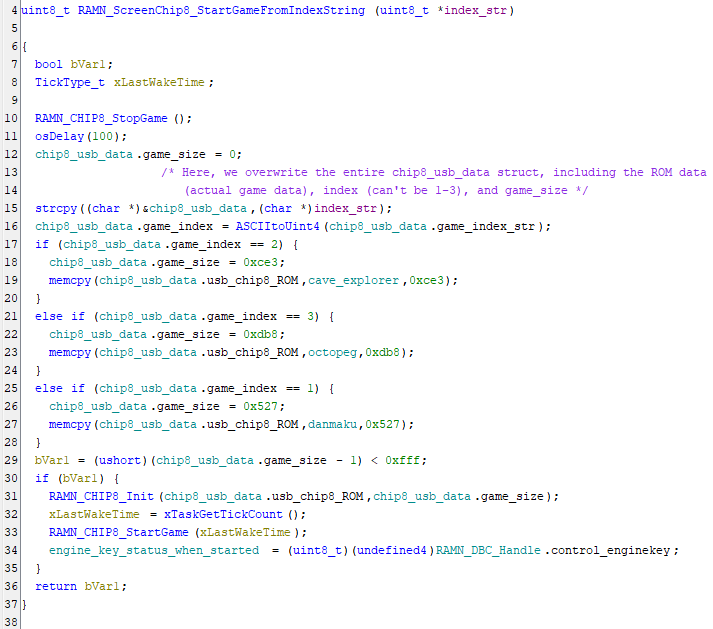 4 uint8_t RAMN_ScreenChip8_StartGameFromIndexString (uint8_t *index_str)
5
6 {
7 bool bVar1;
8 TickType_t xLastWakeTime ;
9
10 RAMN_CHIP8_StopGame ();
11 osDelay(100);
12 chip8_usb_data .game_size = 0;
13 /* Here, we overwrite the entire chip8_usb_data struct, including the ROM data
14 (actual game data), index (can't be 1-3), and game_size */
15 strcpy((char *)&chip8_usb_data ,(char *)index_str);
16 chip8_usb_data .game_index = ASCIItoUint4 (chip8_usb_data .game_index_str );
17 if (chip8_usb_data .game_index == 2) {
18 chip8_usb_data .game_size = 0xce3;
19 memcpy(chip8_usb_data .usb_chip8_ROM ,cave_explorer ,0xce3);
20 }
21 else if (chip8_usb_data .game_index == 3) {
22 chip8_usb_data .game_size = 0xdb8;
23 memcpy(chip8_usb_data .usb_chip8_ROM ,octopeg,0xdb8);
24 }
25 else if (chip8_usb_data .game_index == 1) {
26 chip8_usb_data .game_size = 0x527;
27 memcpy(chip8_usb_data .usb_chip8_ROM ,danmaku,0x527);
28 }
29 bVar1 = (ushort)(chip8_usb_data .game_size - 1) < 0xfff;
30 if (bVar1) {
31 RAMN_CHIP8_Init (chip8_usb_data .usb_chip8_ROM ,chip8_usb_data .game_size );
32 xLastWakeTime = xTaskGetTickCount ();
33 RAMN_CHIP8_StartGame (xLastWakeTime );
34 engine_key_status_when_started = (uint8_t)(undefined4)RAMN_DBC_Handle .control_enginekey ;
35 }
36 return bVar1;
37 }
38